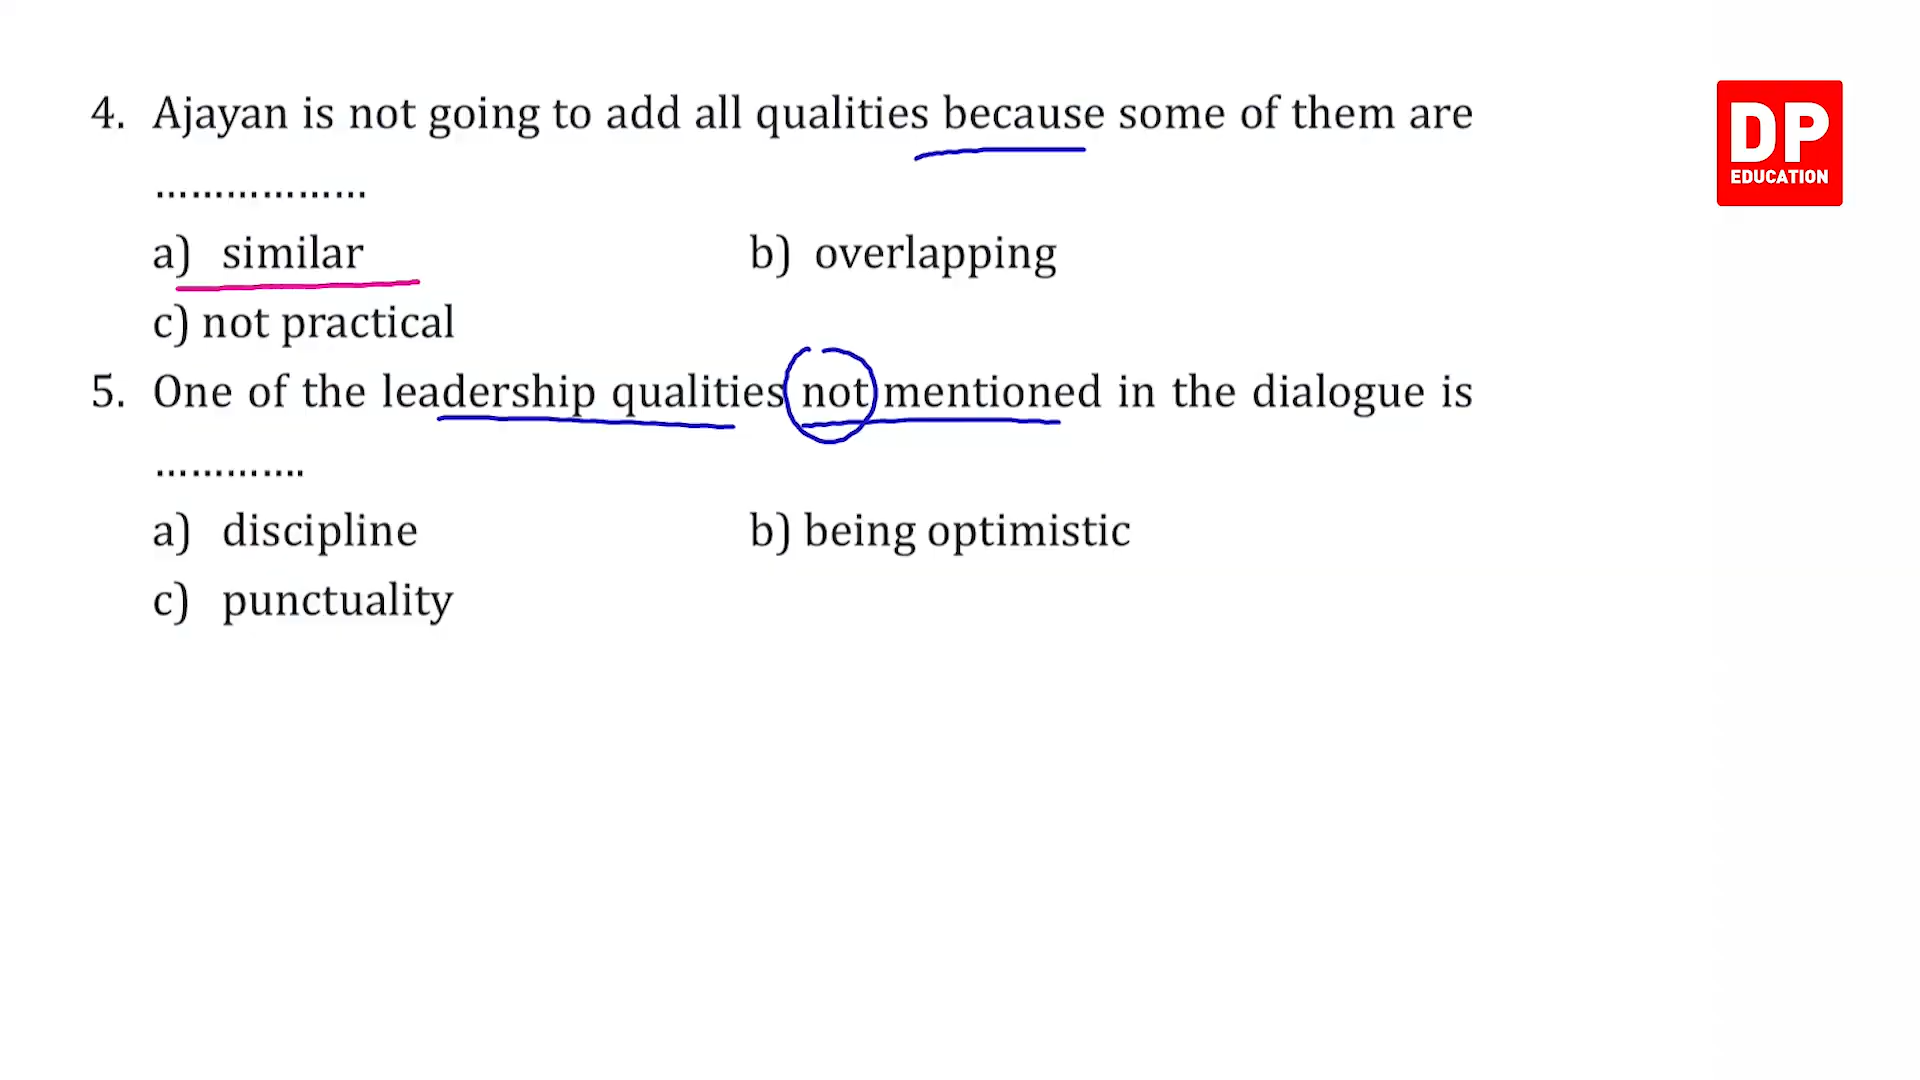 4. Ajayan is not going to add all qualities because some of them are
..................
a) similar b) overlapping
c) not practical
5. One of the leadership qualities not mentioned in the dialogue is
.............
a) discipline b) being optimistic
c) punctuality
DP
EDUCATION